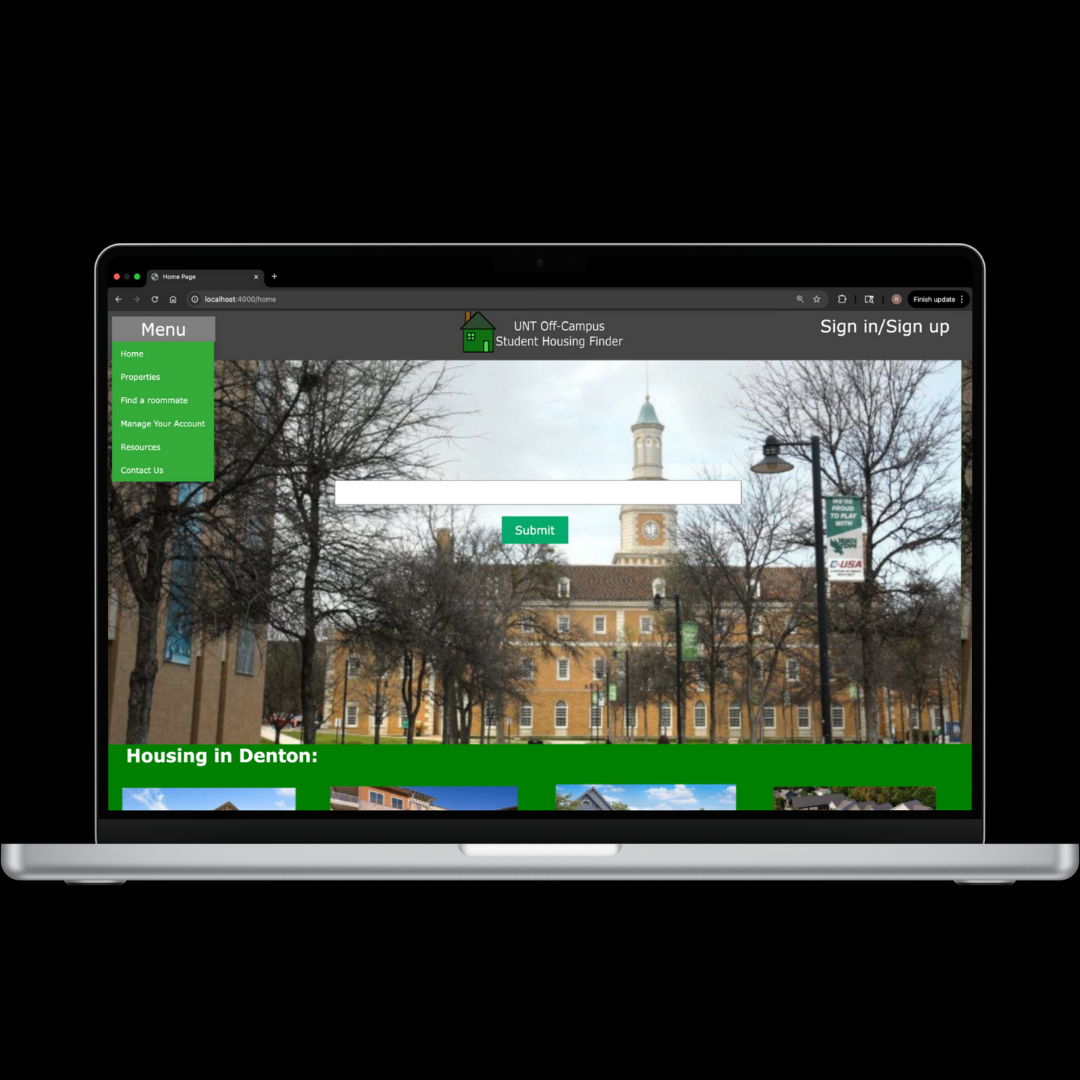 Home Page
localhost:4000/home
Finish update
Menu
UNT Off-Campus
Student Housing Finder
Sign in/Sign up
Home
Properties
Find a roommate
Manage Your Account
Resources
Contact Us
Submit
WE'RE
PROUD
TO PLAY
WITH
C-USA
Housing in Denton: